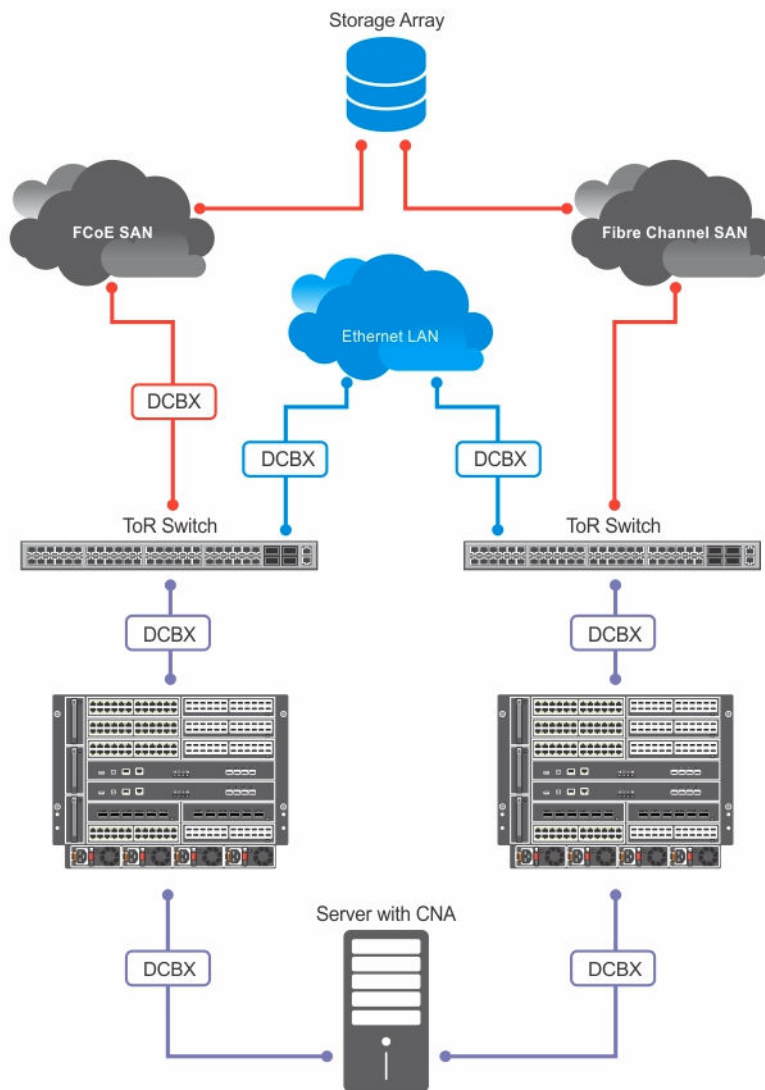 Storage Array
FCoE SAN
Fibre Channel SAN
Ethernet LAN
DCBX
DCBX
DCBX
ToR Switch
ToR Switch
DCBX
DCBX
Server with CNA
DCBX
DCBX